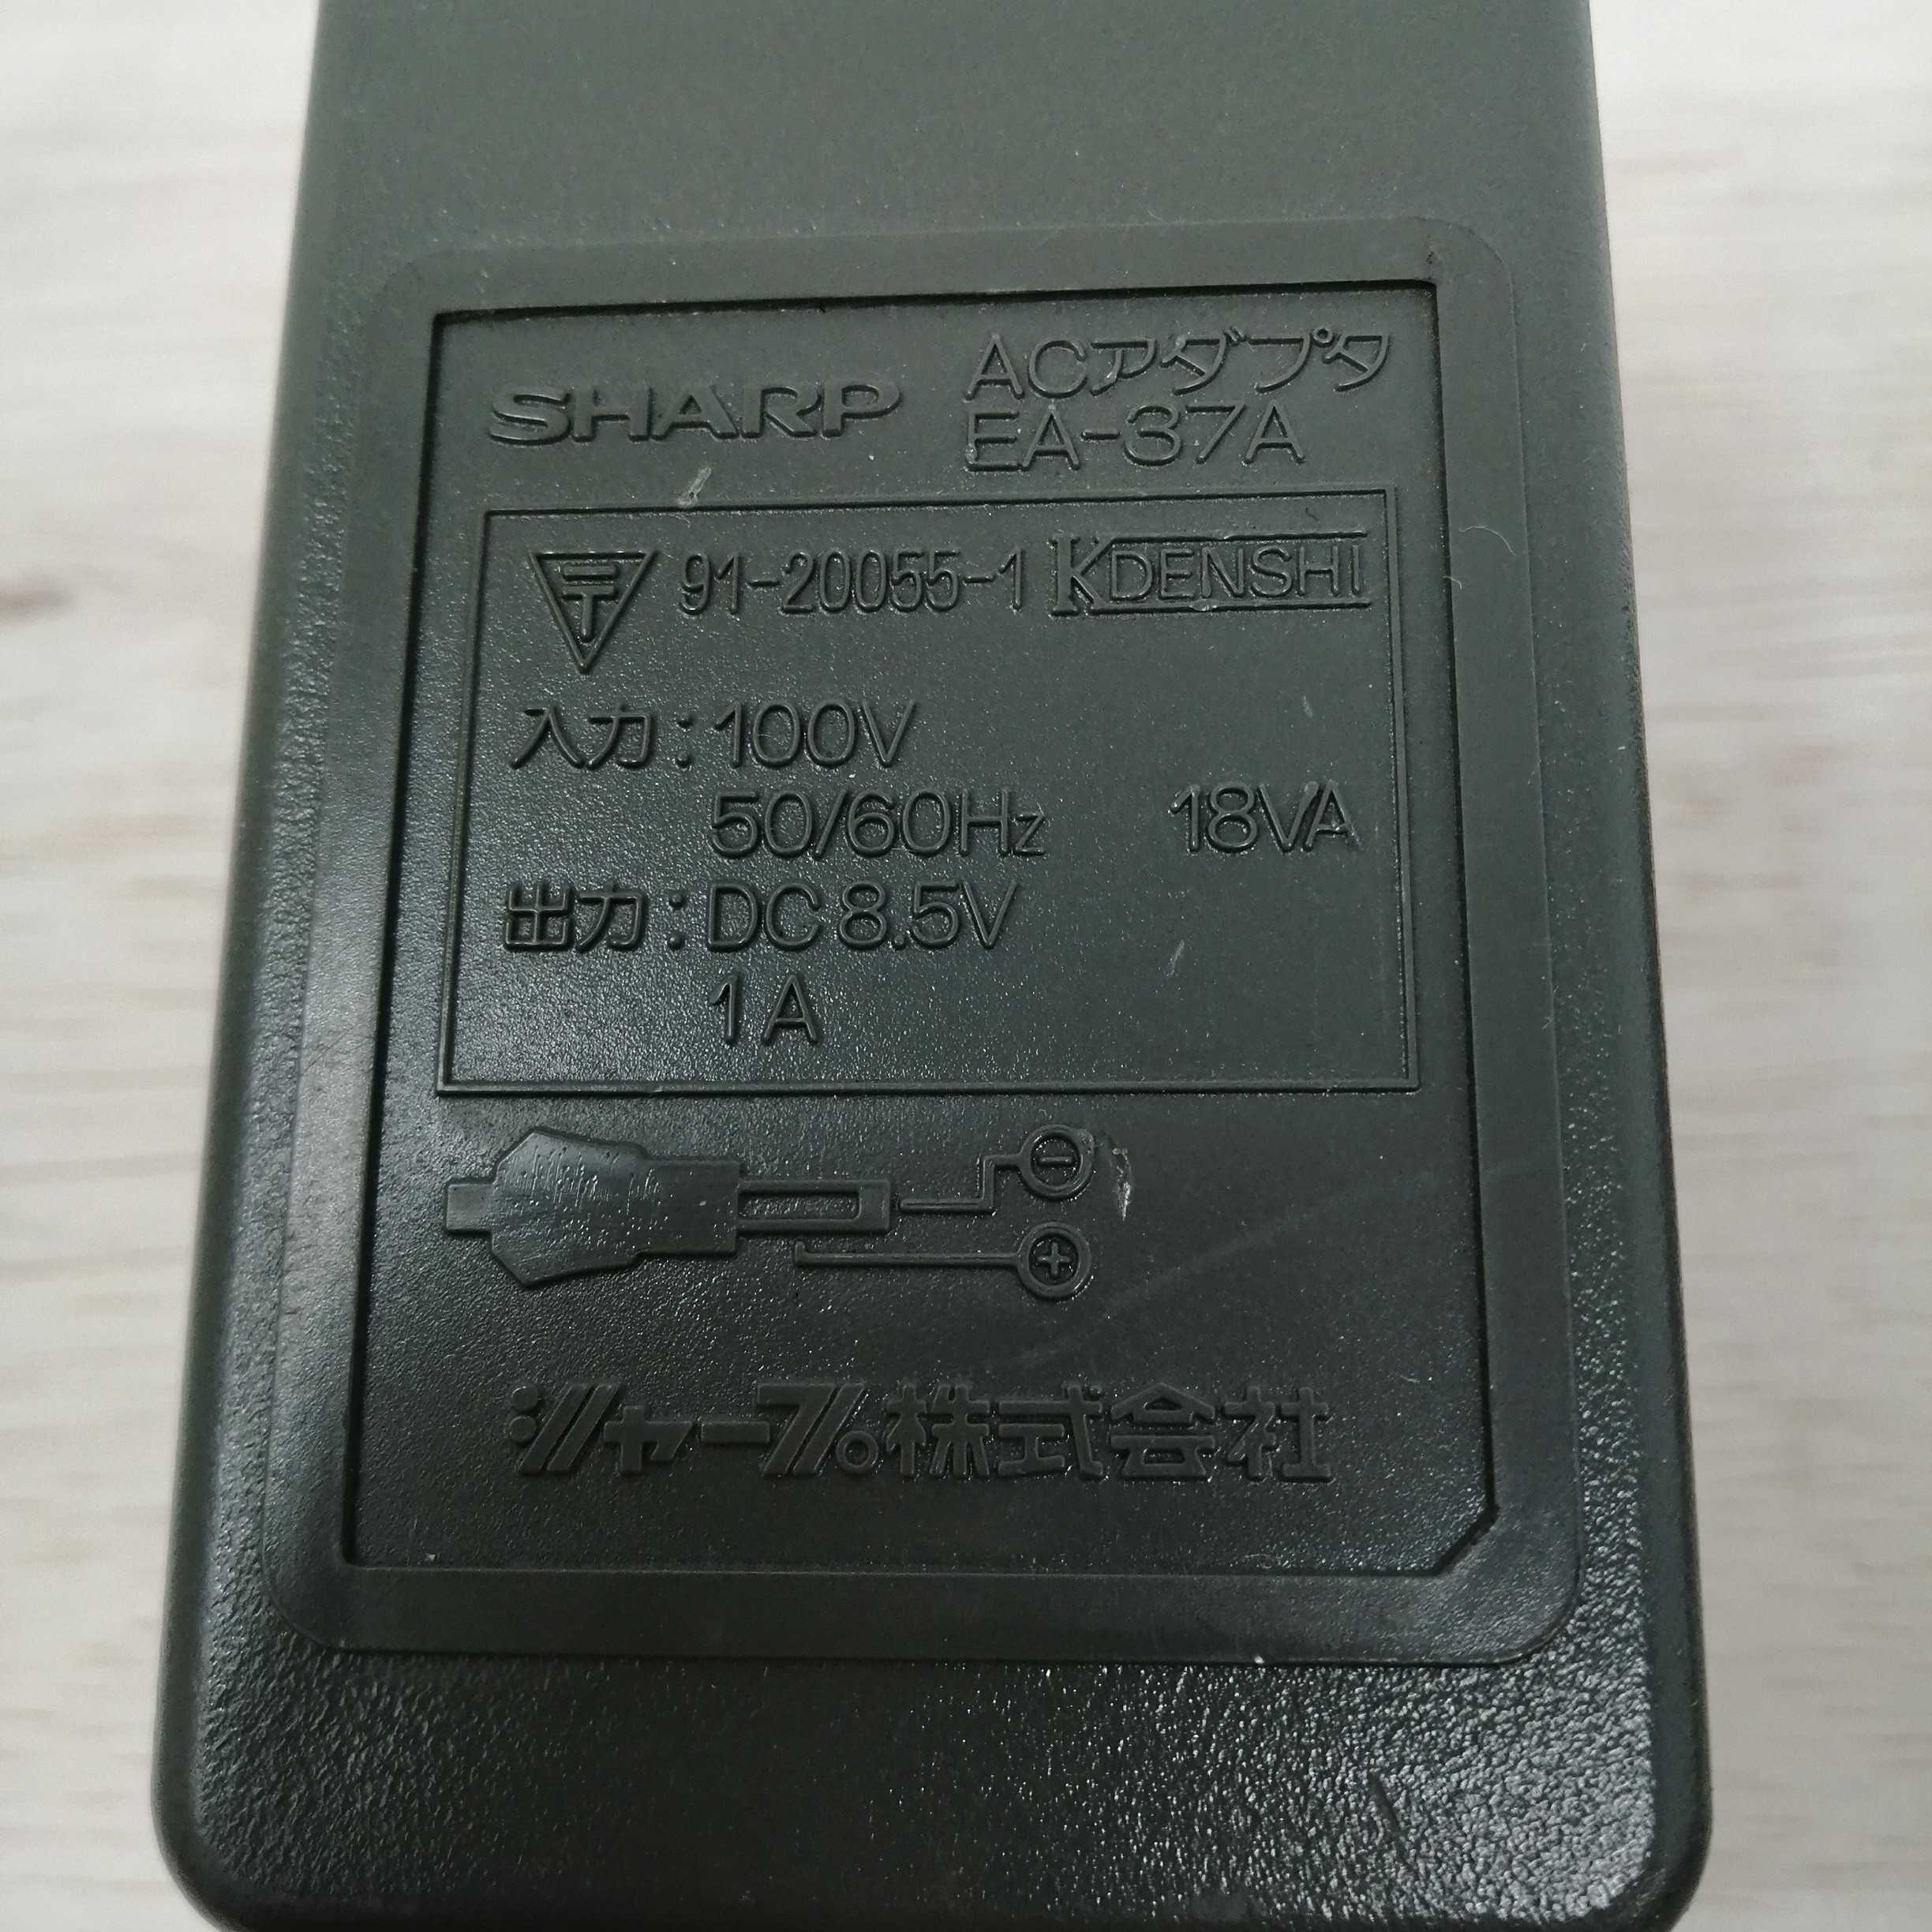 SHARP ACアダプタ
EA-37A
〒 91-20055-1 KDENSHI
入力:100V
50/60Hz 18VA
出力:DC 8.5V
1A
シャープ株式会社